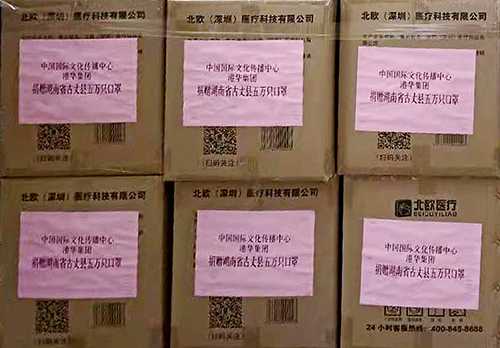 北欧（深圳）医疗科技有限公司
中国国际文化传播中心
港华集团
捐赠湖南省古丈县五万只口罩
（扫码关注）
北欧（深圳）医疗科技有限公司
中国国际文化传播中心
港华集团
捐赠湖南省古丈县五万只口罩
（扫码关注）
北欧（深圳）医疗科技有限公司
中国国际文化传播中心
港华集团
捐赠湖南省古丈县五万只口罩
（扫码关注）
北欧（深圳）医疗科技有限公司
中国国际文化传播中心
港华集团
捐赠湖南省古丈县五万只口罩
（扫码关注）
北欧（深圳）医疗科技有限公司
中国国际文化传播中心
港华集团
捐赠湖南省古丈县五万只口罩
（扫码关注）
北欧医疗
BEIOUYILIAO
中国国际文化传播中心
港华集团
捐赠湖南省古丈县五万只口罩
24 小时客服热线：400-845-8688